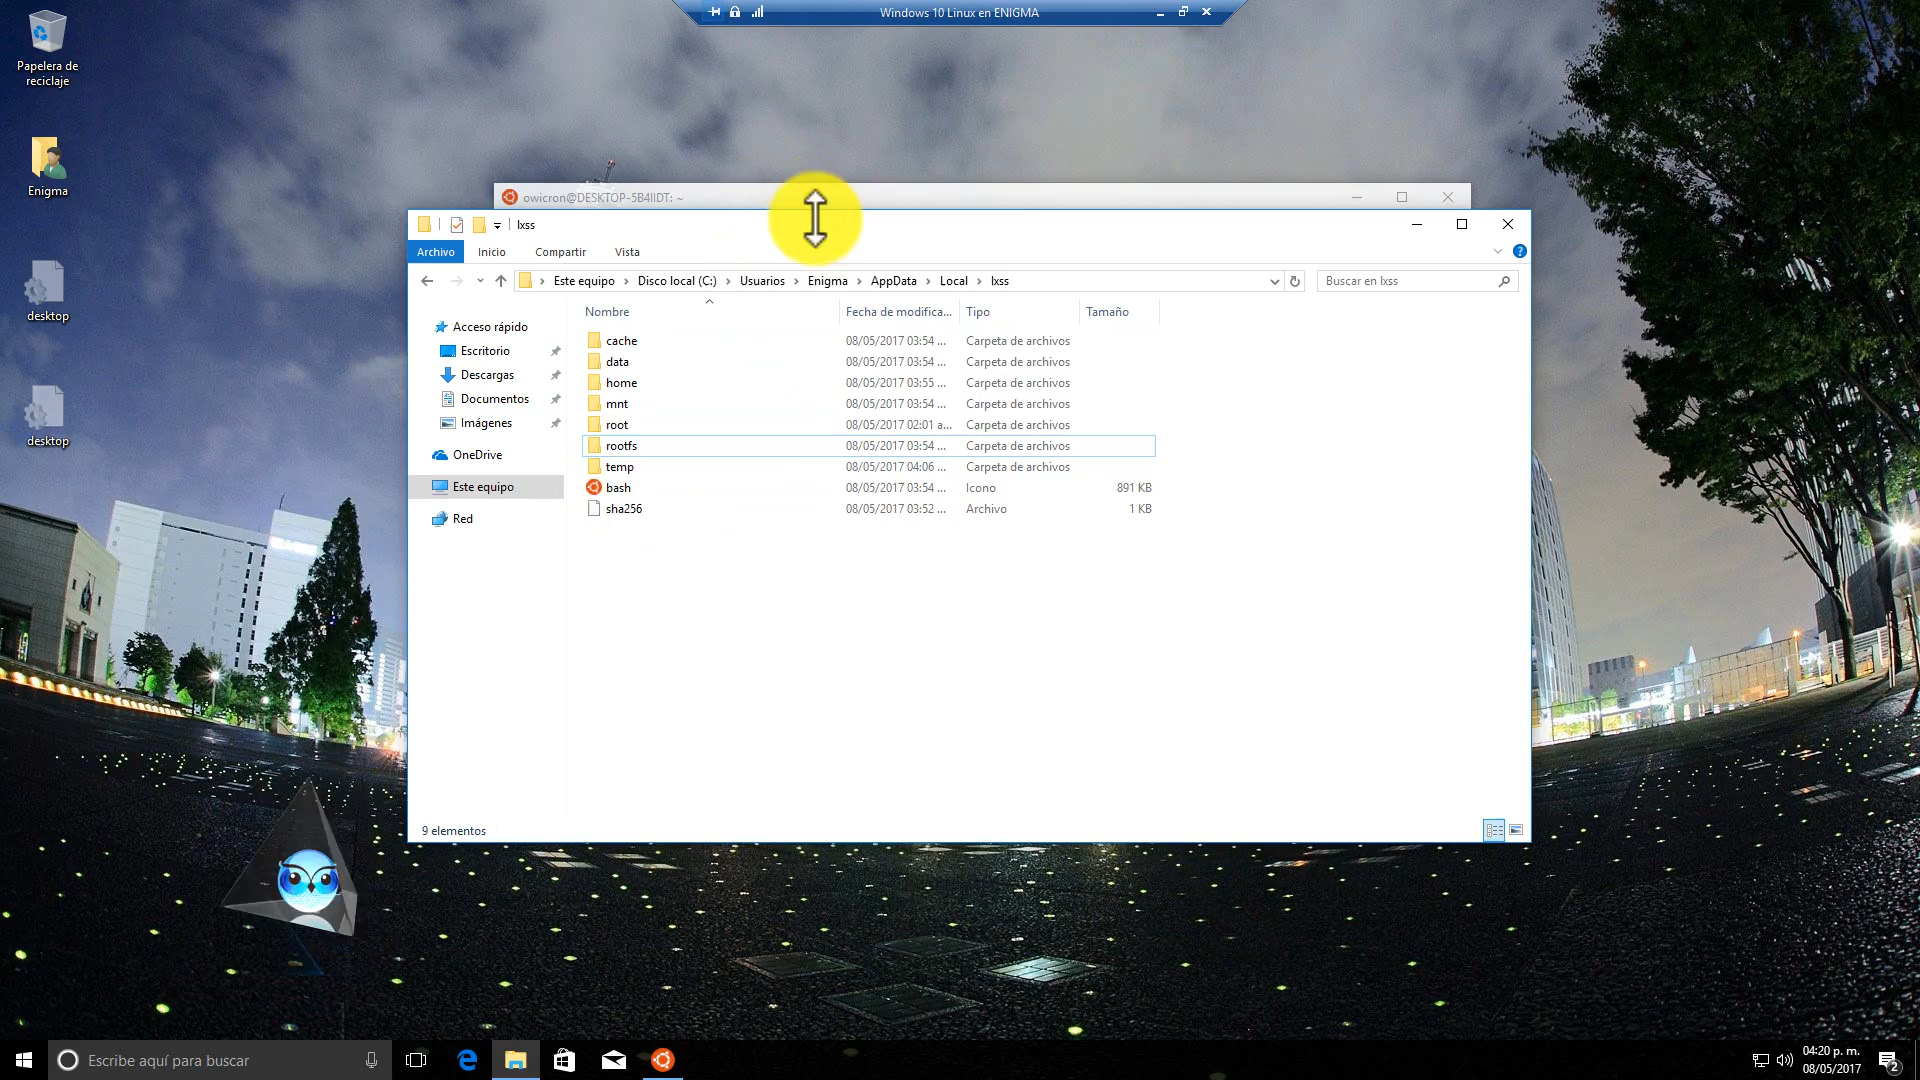 Windows 10 Linux en ENIGMA
Papelera de
reciclaje
Enigma
desktop
desktop
owicron@DESKTOP-5B4IIDT: ~
lxss
Archivo Inicio Compartir Vista
Este equipo > Disco local (C:) > Usuarios > Enigma > AppData > Local > lxss
Buscar en lxss
Acceso rápido
Escritorio
Descargas
Documentos
Imágenes
OneDrive
Este equipo
Red
Nombre Fecha de modifica... Tipo Tamaño
cache 08/05/2017 03:54 ... Carpeta de archivos
data 08/05/2017 03:54 ... Carpeta de archivos
home 08/05/2017 03:55 ... Carpeta de archivos
mnt 08/05/2017 03:54 ... Carpeta de archivos
root 08/05/2017 02:01 a... Carpeta de archivos
rootfs 08/05/2017 03:54 ... Carpeta de archivos
temp 08/05/2017 04:06 ... Carpeta de archivos
bash 08/05/2017 03:54 ... Icono 891 KB
sha256 08/05/2017 03:52 ... Archivo 1 KB
9 elementos
Escribe aquí para buscar
04:20 p. m.
08/05/2017
2